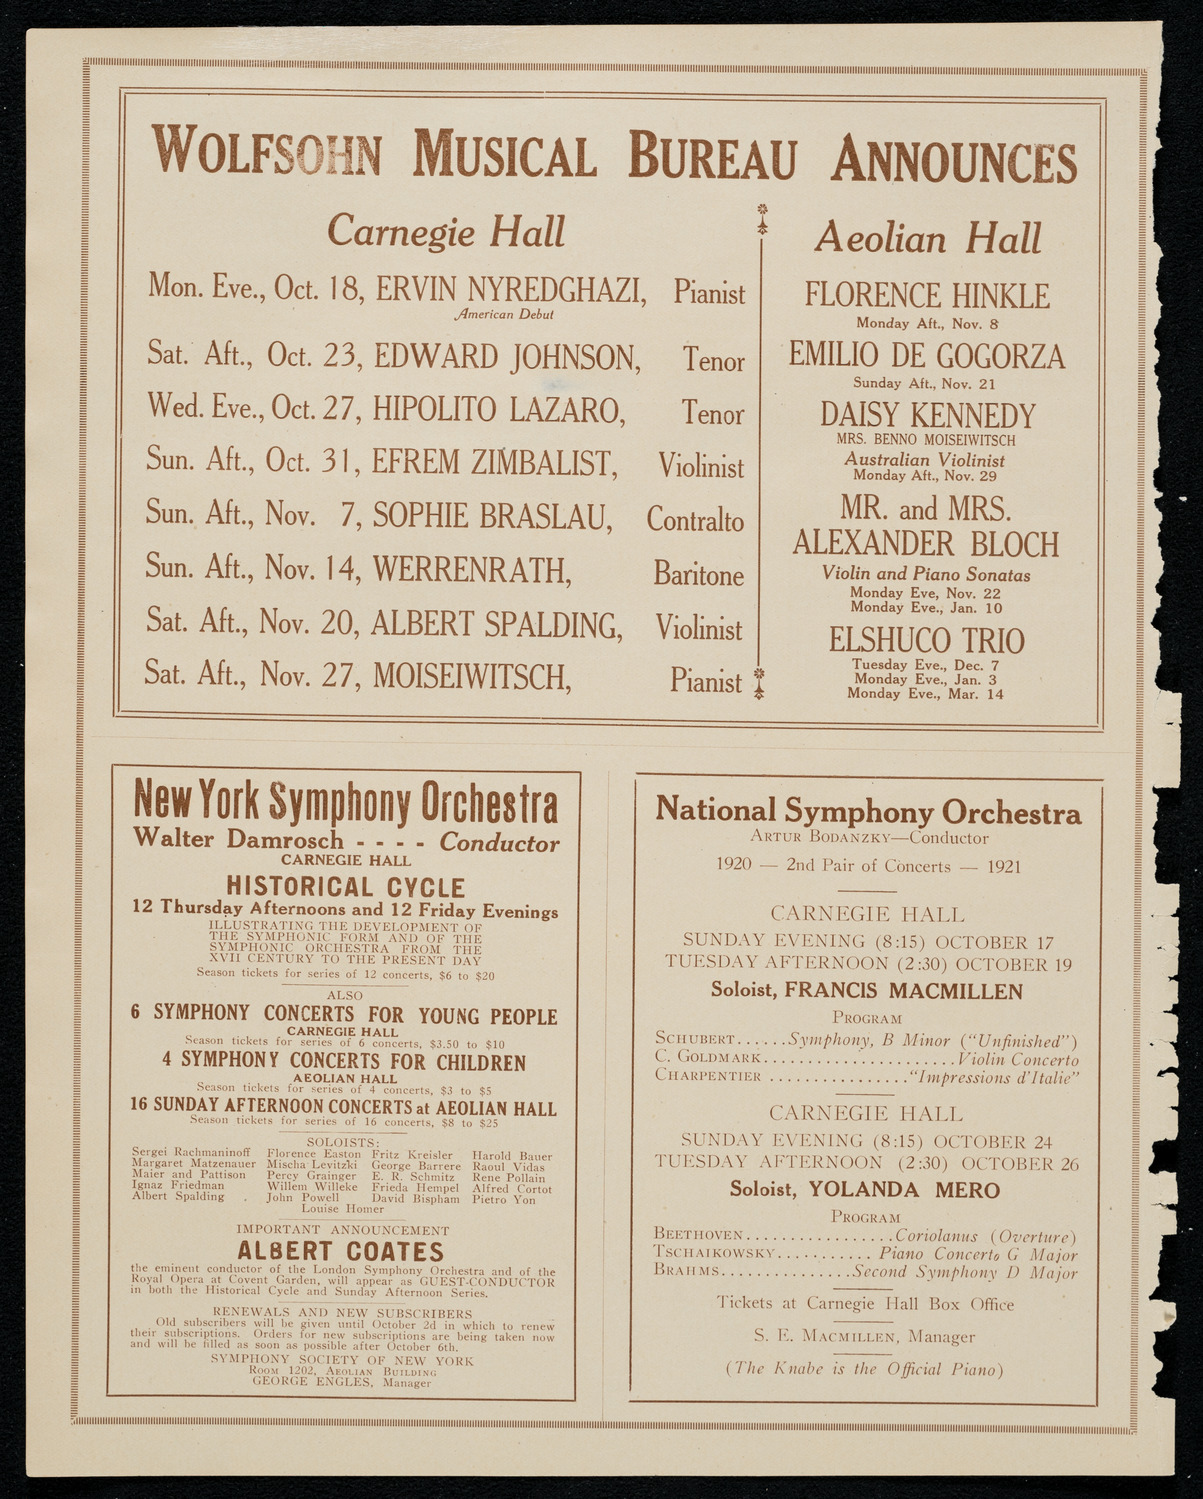 WOLFSOHN MUSICAL BUREAU ANNOUNCES
Carnegie Hall
Mon. Eve., Oct. 18, ERVIN NYREDGHAZI, Pianist
American Debut
Sat. Aft., Oct. 23, EDWARD JOHNSON, Tenor
Wed. Eve., Oct. 27, HIPOLITO LAZARO, Tenor
Sun. Aft., Oct. 31, EFREM ZIMBALIST, Violinist
Sun. Aft., Nov. 7, SOPHIE BRASLAU, Contralto
Sun. Aft., Nov. 14, WERRENRATH, Baritone
Sat. Aft., Nov. 20, ALBERT SPALDING, Violinist
Sat. Aft., Nov. 27, MOISEIWITSCH, Pianist
Aeolian Hall
FLORENCE HINKLE
Monday Aft., Nov. 8
EMILIO DE GOGORZA
Sunday Aft., Nov. 21
DAISY KENNEDY
MRS. BENNO MOISEIWITSCH
Australian Violinist
Monday Aft., Nov. 29
MR. and MRS.
ALEXANDER BLOCH
Violin and Piano Sonatas
Monday Eve, Nov. 22
Monday Eve., Jan. 10
ELSHUCO TRIO
Tuesday Eve., Dec. 7
Monday Eve., Jan. 3
Monday Eve., Mar. 14
New York Symphony Orchestra
Walter Damrosch - - - - Conductor
CARNEGIE HALL
HISTORICAL CYCLE
12 Thursday Afternoons and 12 Friday Evenings
ILLUSTRATING THE DEVELOPMENT OF
THE SYMPHONIC FORM AND OF THE
SYMPHONIC ORCHESTRA FROM THE
XVII CENTURY TO THE PRESENT DAY
Season tickets for series of 12 concerts, $6 to $20
ALSO
6 SYMPHONY CONCERTS FOR YOUNG PEOPLE
CARNEGIE HALL
Season tickets for series of 6 concerts, $3.50 to $10
4 SYMPHONY CONCERTS FOR CHILDREN
AEOLIAN HALL
Season tickets for series of 4 concerts, $3 to $5
16 SUNDAY AFTERNOON CONCERTS at AEOLIAN HALL
Season tickets for series of 16 concerts, $8 to $25
SOLOISTS:
Sergei Rachmaninoff Florence Easton Fritz Kreisler Harold Bauer
Margaret Matzenauer Mischa Levitzki George Barrere Raoul Vidas
Maier and Pattison Percy Grainger E. R. Schmitz Rene Pollain
Ignaz Friedman Willem Willeke Frieda Hempel Alfred Cortot
Albert Spalding John Powell David Bispham Pietro Yon
Louise Homer
IMPORTANT ANNOUNCEMENT
ALBERT COATES
the eminent conductor of the London Symphony Orchestra and of the
Royal Opera at Covent Garden, will appear as GUEST-CONDUCTOR
in both the Historical Cycle and Sunday Afternoon Series.
RENEWALS AND NEW SUBSCRIBERS
Old subscribers will be given until October 2d in which to renew
their subscriptions. Orders for new subscriptions are being taken now
and will be filled as soon as possible after October 6th.
SYMPHONY SOCIETY OF NEW YORK
ROOM 1202, AEOLIAN BUILDING
GEORGE ENGLES, Manager
National Symphony Orchestra
ARTUR BODANZKY—Conductor
1920 — 2nd Pair of Concerts — 1921
CARNEGIE HALL
SUNDAY EVENING (8:15) OCTOBER 17
TUESDAY AFTERNOON (2:30) OCTOBER 19
Soloist, FRANCIS MACMILLEN
PROGRAM
SCHUBERT......Symphony, B Minor ("Unfinished")
C. GOLDMARK......................Violin Concerto
CHARPENTIER ................"Impressions d'Italie"
CARNEGIE HALL
SUNDAY EVENING (8:15) OCTOBER 24
TUESDAY AFTERNOON (2:30) OCTOBER 26
Soloist, YOLANDA MERO
PROGRAM
BEETHOVEN.................Coriolanus (Overture)
TSCHAIKOWSKY........... Piano Concerto G Major
BRAHMS...............Second Symphony D Major
Tickets at Carnegie Hall Box Office
S. E. MACMILLEN, Manager
(The Knabe is the Official Piano)